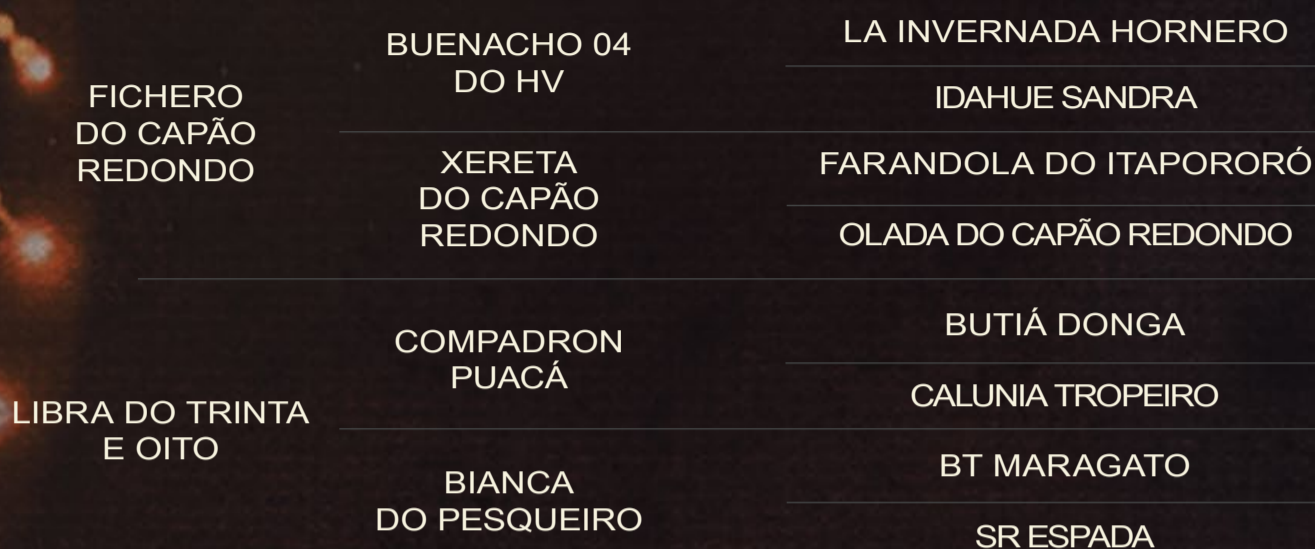 FICHERO
DO CAPÃO
REDONDO
BUENACHO 04
DO HV
LA INVERNADA HORNERO
IDAHUE SANDRA
XERETA
DO CAPÃO
REDONDO
FARANDOLA DO ITAPORORÓ
OLADA DO CAPÃO REDONDO
LIBRA DO TRINTA
E OITO
COMPADRON
PUACÁ
BUTIÁ DONGA
CALUNIA TROPEIRO
BIANCA
DO PESQUEIRO
BT MARAGATO
SR ESPADA